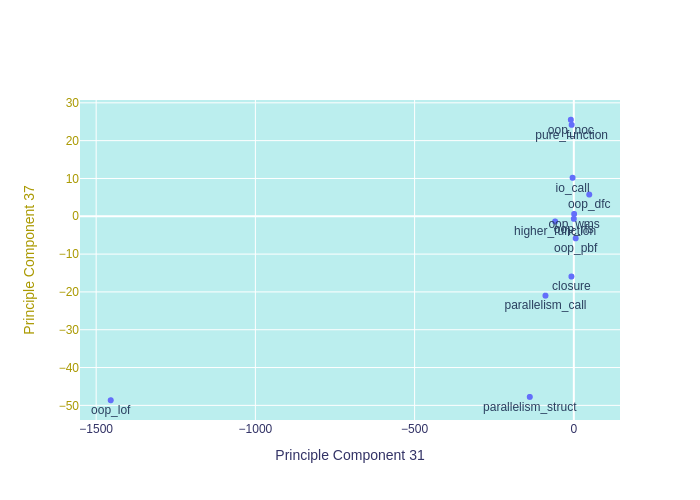 30
20
10
0
−10
−20
−30
−40
−50
Principle Component 37
oop_noc
pure_function
io_call
oop_dfc
oop_wms
higher_function
oop_pbf
closure
parallelism_call
parallelism_struct
oop_lof
−1500
−1000
−500
0
Principle Component 31